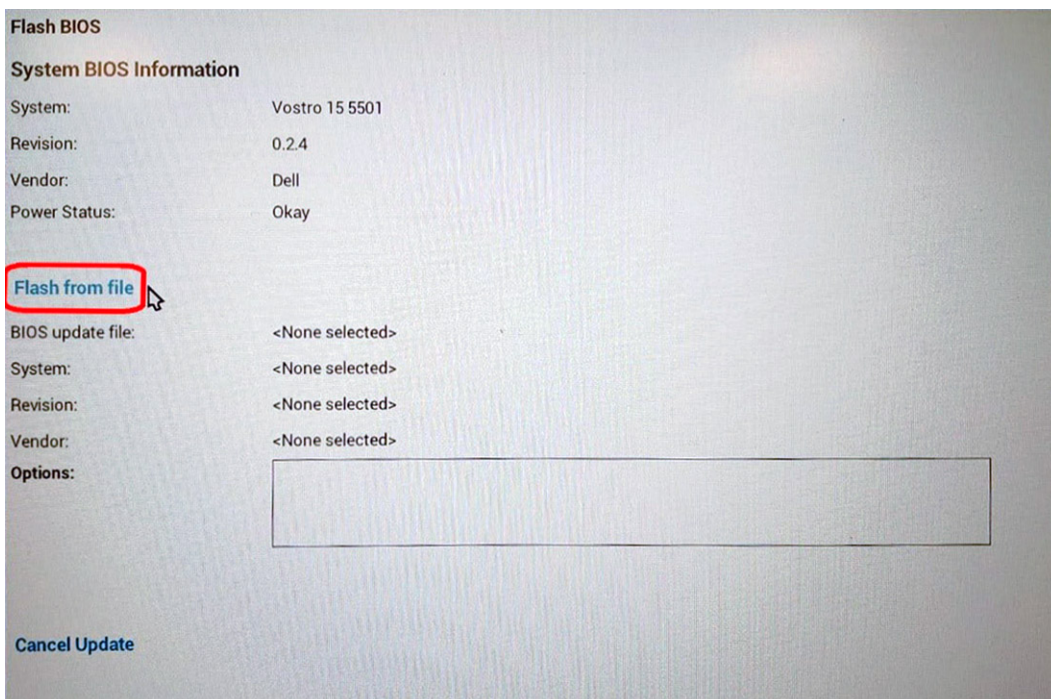 Flash BIOS
System BIOS Information
System: Vostro 15 5501
Revision: 0.2.4
Vendor: Dell
Power Status: Okay
Flash from file
BIOS update file: <None selected>
System: <None selected>
Revision: <None selected>
Vendor: <None selected>
Options:
Cancel Update